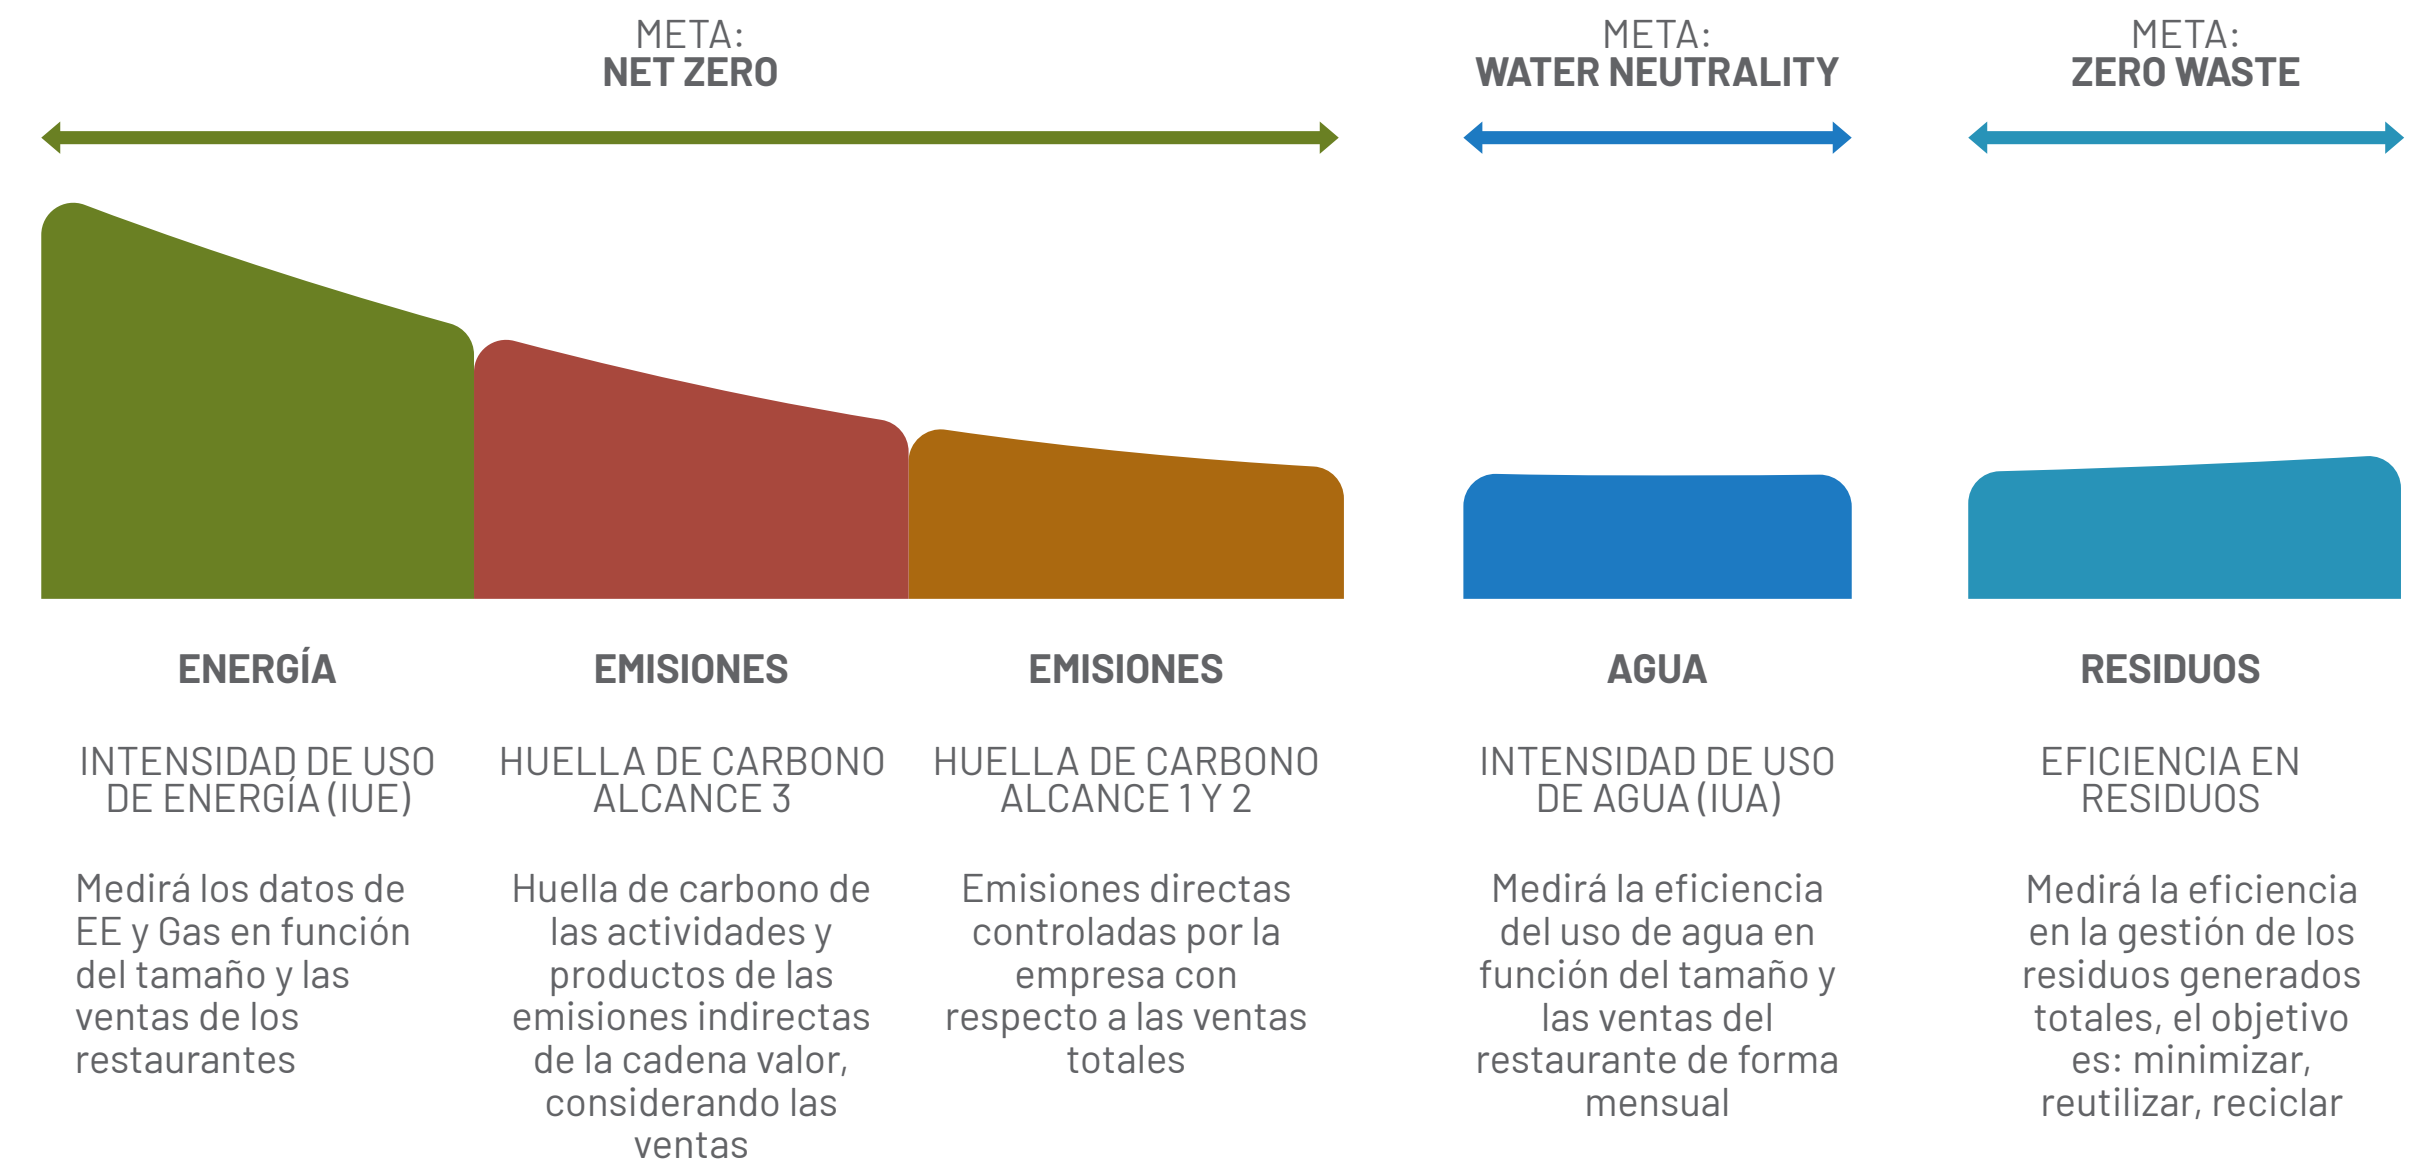 META:
NET ZERO
META:
WATER NEUTRALITY
META:
ZERO WASTE
ENERGÍA
INTENSIDAD DE USO
DE ENERGÍA (IUE)
Medirá los datos de
EE y Gas en función
del tamaño y las
ventas de los
restaurantes
EMISIONES
HUELLA DE CARBONO
ALCANCE 3
Huella de carbono de
las actividades y
productos de las
emisiones indirectas
de la cadena valor,
considerando las
ventas
EMISIONES
HUELLA DE CARBONO
ALCANCE 1 Y 2
Emisiones directas
controladas por la
empresa con
respecto a las ventas
totales
AGUA
INTENSIDAD DE USO
DE AGUA (IUA)
Medirá la eficiencia
del uso de agua en
función del tamaño y
las ventas del
restaurante de forma
mensual
RESIDUOS
EFICIENCIA EN
RESIDUOS
Medirá la eficiencia
en la gestión de los
residuos generados
totales, el objetivo
es: minimizar,
reutilizar, reciclar